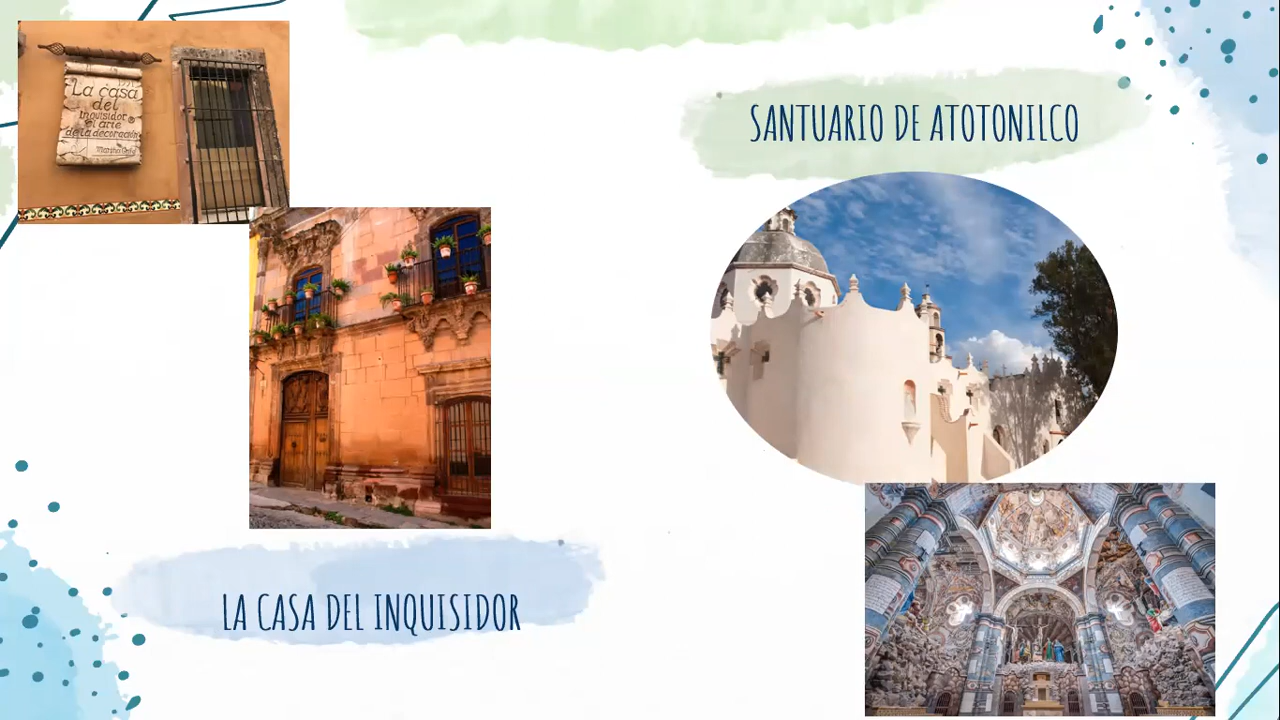 La casa
del
Inquisidor
el arte
de la decoración
SANTUARIO DE ATOTONILCO
LA CASA DEL INQUISIDOR